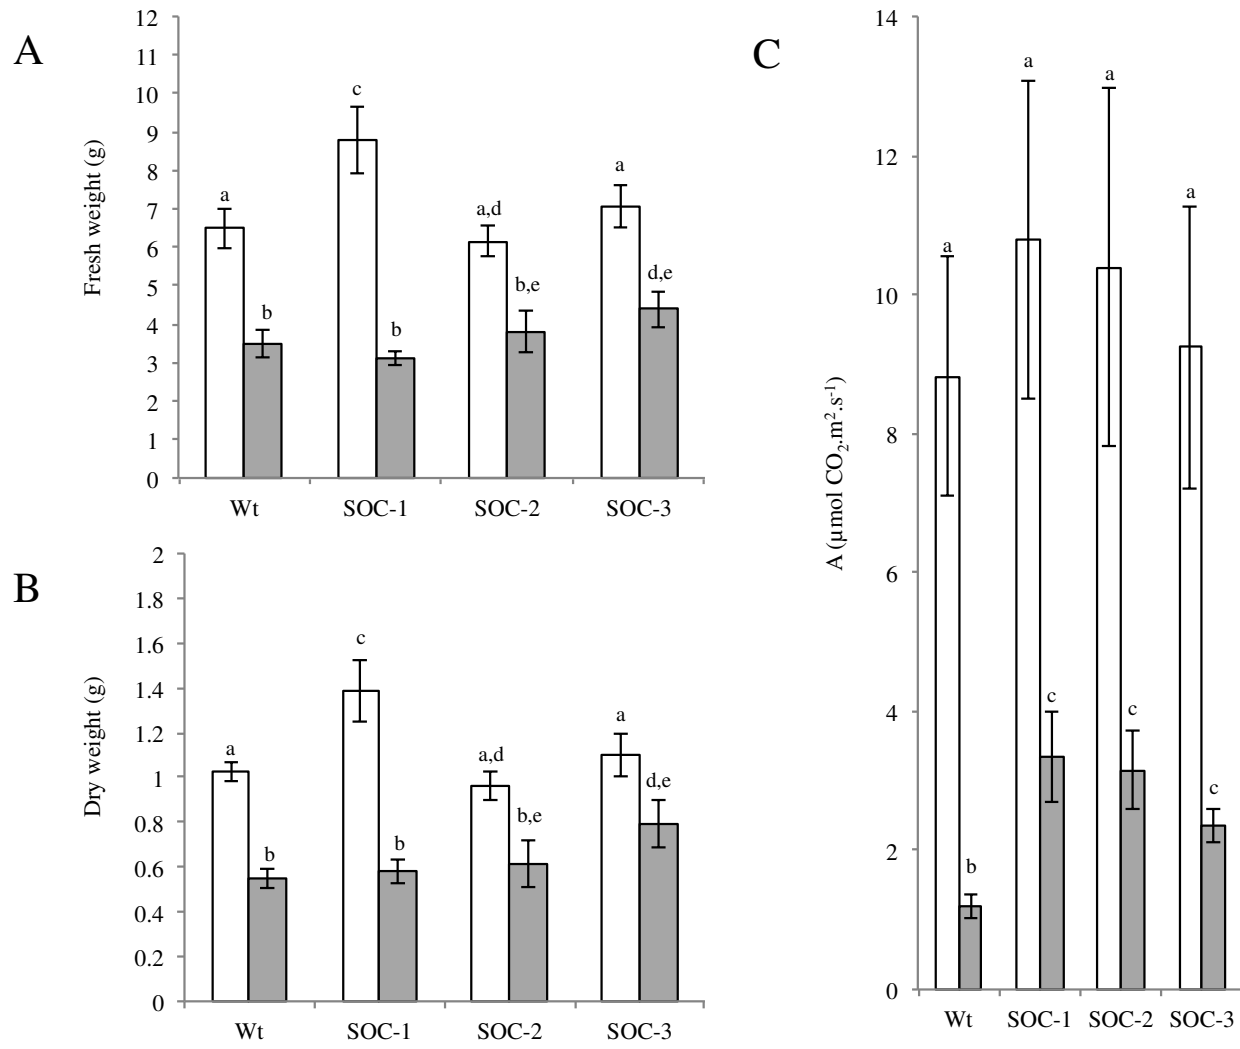 A
Fresh weight (g)
12
11
10
9
8
7
6
5
4
3
2
1
0
a
b
c
b
a,d
b,e
a
d,e
Wt SOC-1 SOC-2 SOC-3
B
Dry weight (g)
2
1.8
1.6
1.4
1.2
1
0.8
0.6
0.4
0.2
0
a
b
c
b
a,d
b,e
a
d,e
Wt SOC-1 SOC-2 SOC-3
C
A (µmol CO₂.m².s⁻¹)
14
12
10
8
6
4
2
0
a
b
a
c
a
c
a
c
Wt SOC-1 SOC-2 SOC-3